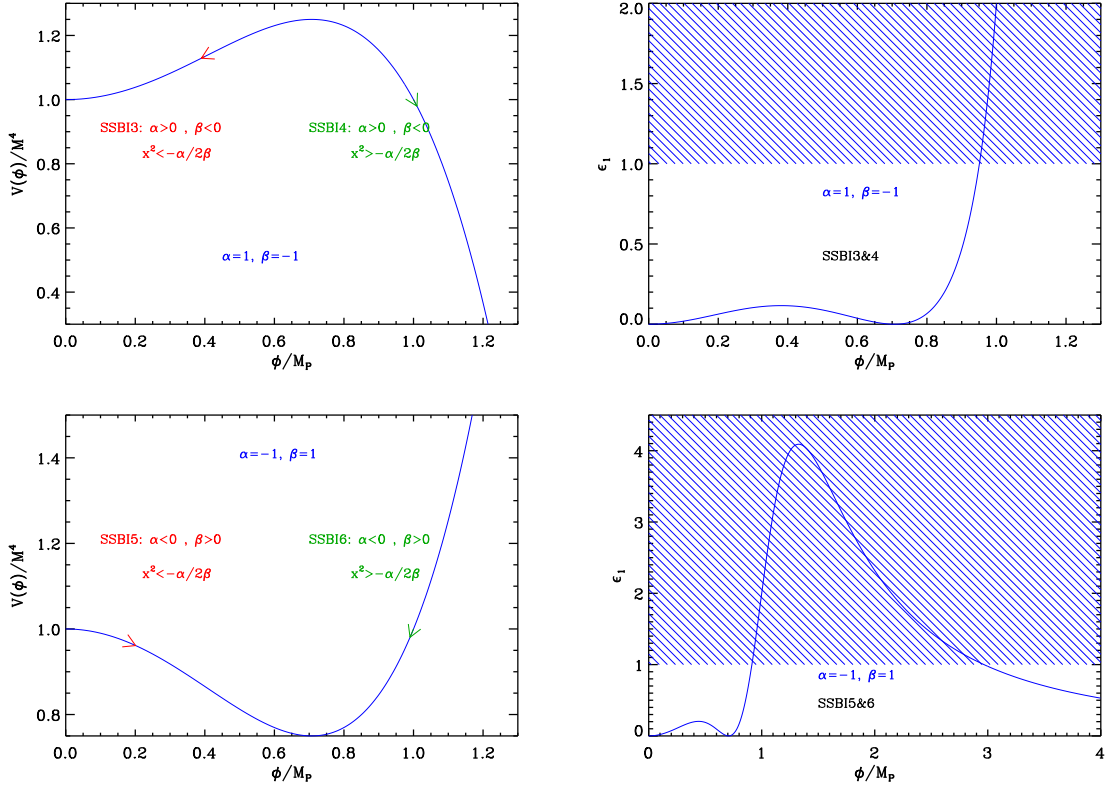 V(ϕ)/M⁴
1.2
1.0
0.8
0.6
0.4
SSBI3: α>0 , β<0
x²<-α/2β
SSBI4: α>0 , β<0
x²>-α/2β
α=1, β=-1
0.0 0.2 0.4 0.6 0.8 1.0 1.2
ϕ/M_P
ϵ₁
2.0
1.5
1.0
0.5
0.0
α=1, β=-1
SSBI3&4
0.0 0.2 0.4 0.6 0.8 1.0 1.2
ϕ/M_P
V(ϕ)/M⁴
1.4
1.2
1.0
0.8
α=-1, β=1
SSBI5: α<0 , β>0
x²<-α/2β
SSBI6: α<0 , β>0
x²>-α/2β
0.0 0.2 0.4 0.6 0.8 1.0 1.2
ϕ/M_P
ϵ₁
4
3
2
1
0
α=-1, β=1
SSBI5&6
0 1 2 3 4
ϕ/M_P